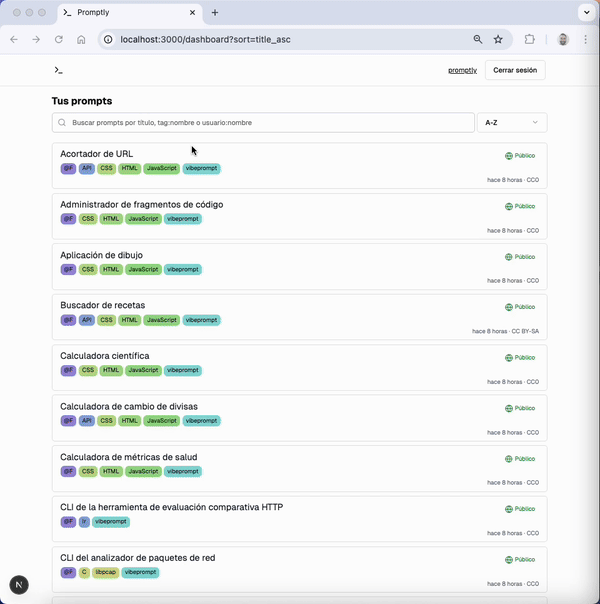 Promptly
localhost:3000/dashboard?sort=title_asc
promptly
Cerrar sesión
Tus prompts
Buscar prompts por título, tag:nombre o usuario:nombre
A-Z
Acortador de URL
Público
@F API CSS HTML JavaScript vibeprompt
hace 8 horas · CC0
Administrador de fragmentos de código
Público
@F CSS HTML JavaScript vibeprompt
hace 8 horas · CC0
Aplicación de dibujo
Público
@F CSS HTML JavaScript vibeprompt
hace 8 horas · CC0
Buscador de recetas
Público
@F API CSS HTML JavaScript vibeprompt
hace 8 horas · CC BY-SA
Calculadora científica
Público
@F CSS HTML JavaScript vibeprompt
hace 8 horas · CC0
Calculadora de cambio de divisas
Público
@F API CSS HTML JavaScript vibeprompt
hace 8 horas · CC0
Calculadora de métricas de salud
Público
@F CSS HTML JavaScript vibeprompt
hace 8 horas · CC0
CLI de la herramienta de evaluación comparativa HTTP
Público
@F Ir vibeprompt
hace 8 horas · CC0
CLI del analizador de paquetes de red
Público
@F C libpcap vibeprompt
hace 8 horas · CC0
N